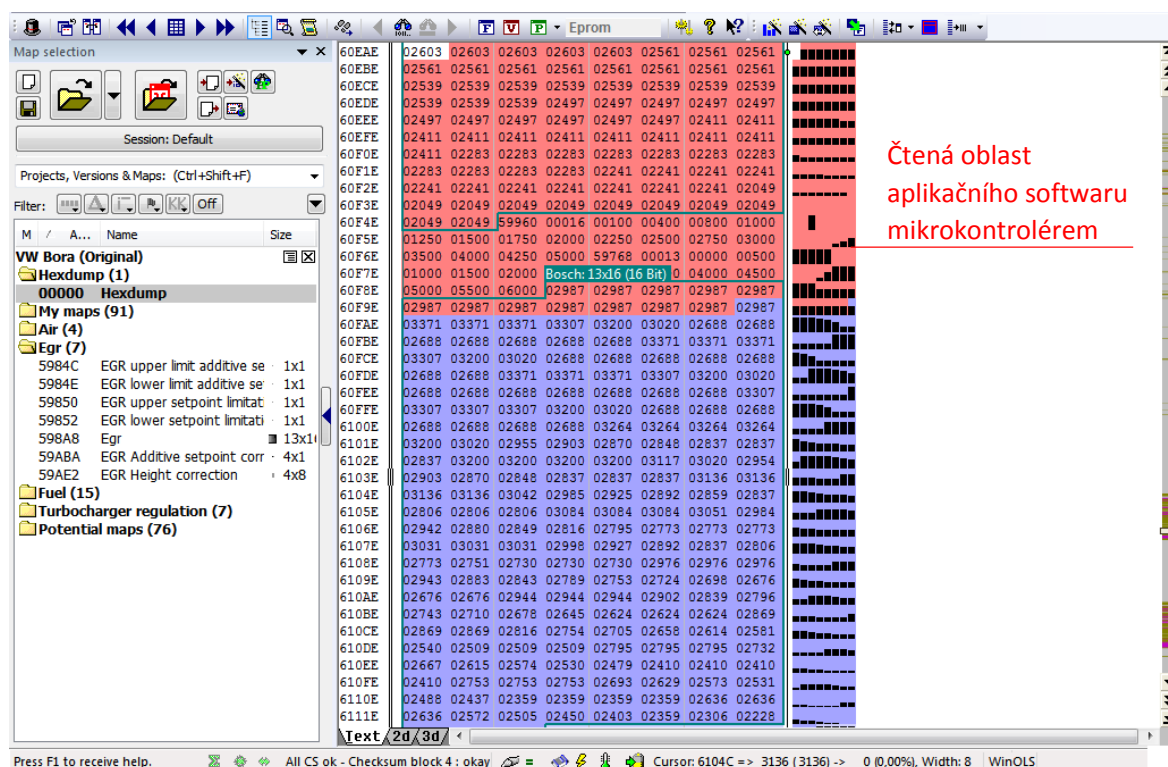 Eprom
Map selection
Session: Default
Projects, Versions & Maps: (Ctrl+Shift+F)
Filter:
Off
M / A... Name Size
VW Bora (Original)
Hexdump (1)
00000 Hexdump
My maps (91)
Air (4)
Egr (7)
5984C EGR upper limit additive se 1x1
5984E EGR lower limit additive se 1x1
59850 EGR upper setpoint limitati 1x1
59852 EGR lower setpoint limitati 1x1
598A8 Egr 13x1
59ABA EGR Additive setpoint corr 4x1
59AE2 EGR Height correction 4x8
Fuel (15)
Turbocharger regulation (7)
Potential maps (76)
60EAE 02603 02603 02603 02603 02603 02561 02561 02561
60EBE 02561 02561 02561 02561 02561 02561 02561 02561
60ECE 02539 02539 02539 02539 02539 02539 02539 02539
60EDE 02539 02539 02539 02497 02497 02497 02497 02497
60EEE 02497 02497 02497 02497 02497 02497 02411 02411
60EFE 02411 02411 02411 02411 02411 02411 02411 02411
60F0E 02411 02283 02283 02283 02283 02283 02283 02283
60F1E 02283 02283 02283 02283 02241 02241 02241 02241
60F2E 02241 02241 02241 02241 02241 02241 02241 02049
60F3E 02049 02049 02049 02049 02049 02049 02049 02049
60F4E 02049 02049 59960 00016 00100 00400 00800 01000
60F5E 01250 01500 01750 02000 02250 02500 02750 03000
60F6E 03500 04000 04250 05000 59768 00013 00000 00500
60F7E 01000 01500 02000 Bosch: 13x16 (16 Bit) 0 04000 04500
60F8E 05000 05500 06000 02987 02987 02987 02987 02987
60F9E 02987 02987 02987 02987 02987 02987 02987 02987
60FAE 03371 03371 03371 03307 03200 03020 02688 02688
60FBE 02688 02688 02688 02688 02688 03371 03371 03371
60FCE 03307 03200 03020 02688 02688 02688 02688 02688
60FDE 02688 02688 03371 03371 03371 03307 03200 03020
60FEE 02688 02688 02688 02688 02688 02688 02688 03307
60FFE 03307 03307 03307 03200 03020 02688 02688 02688
6100E 02688 02688 02688 02688 03264 03264 03264 03264
6101E 03200 03020 02955 02903 02870 02848 02837 02837
6102E 02837 03200 03200 03200 03200 03117 03020 02954
6103E 02903 02870 02848 02837 02837 02837 03136 03136
6104E 03136 03136 03042 02985 02925 02892 02859 02837
6105E 02806 02806 02806 03084 03084 03084 03051 02984
6106E 02942 02880 02849 02816 02795 02773 02773 02773
6107E 03031 03031 03031 02998 02927 02892 02837 02806
6108E 02773 02751 02730 02730 02730 02976 02976 02976
6109E 02943 02883 02843 02789 02753 02724 02698 02676
610AE 02676 02676 02944 02944 02944 02902 02839 02796
610BE 02743 02710 02678 02645 02624 02624 02624 02869
610CE 02869 02869 02816 02754 02705 02658 02614 02581
610DE 02540 02509 02509 02509 02795 02795 02795 02732
610EE 02667 02615 02574 02530 02479 02410 02410 02410
610FE 02410 02753 02753 02753 02693 02629 02573 02531
6110E 02488 02437 02359 02359 02359 02359 02636 02636
6111E 02636 02572 02505 02450 02403 02359 02306 02228
Čtená oblast
aplikačního softwaru
mikrokontrolérem
Text 2d 3d
Press F1 to receive help. All CS ok - Checksum block 4 : okay = Cursor: 6104C => 3136 (3136) -> 0 (0,00%), Width: 8 WinOLS